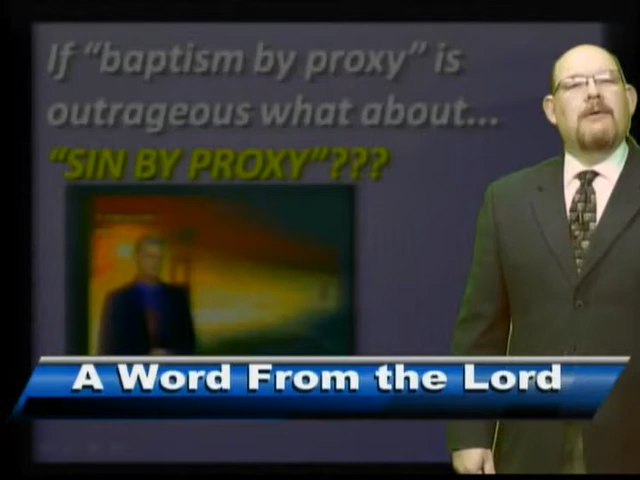 If “baptism by proxy” is
outrageous what about...
“SIN BY PROXY”???
A Word From the Lord